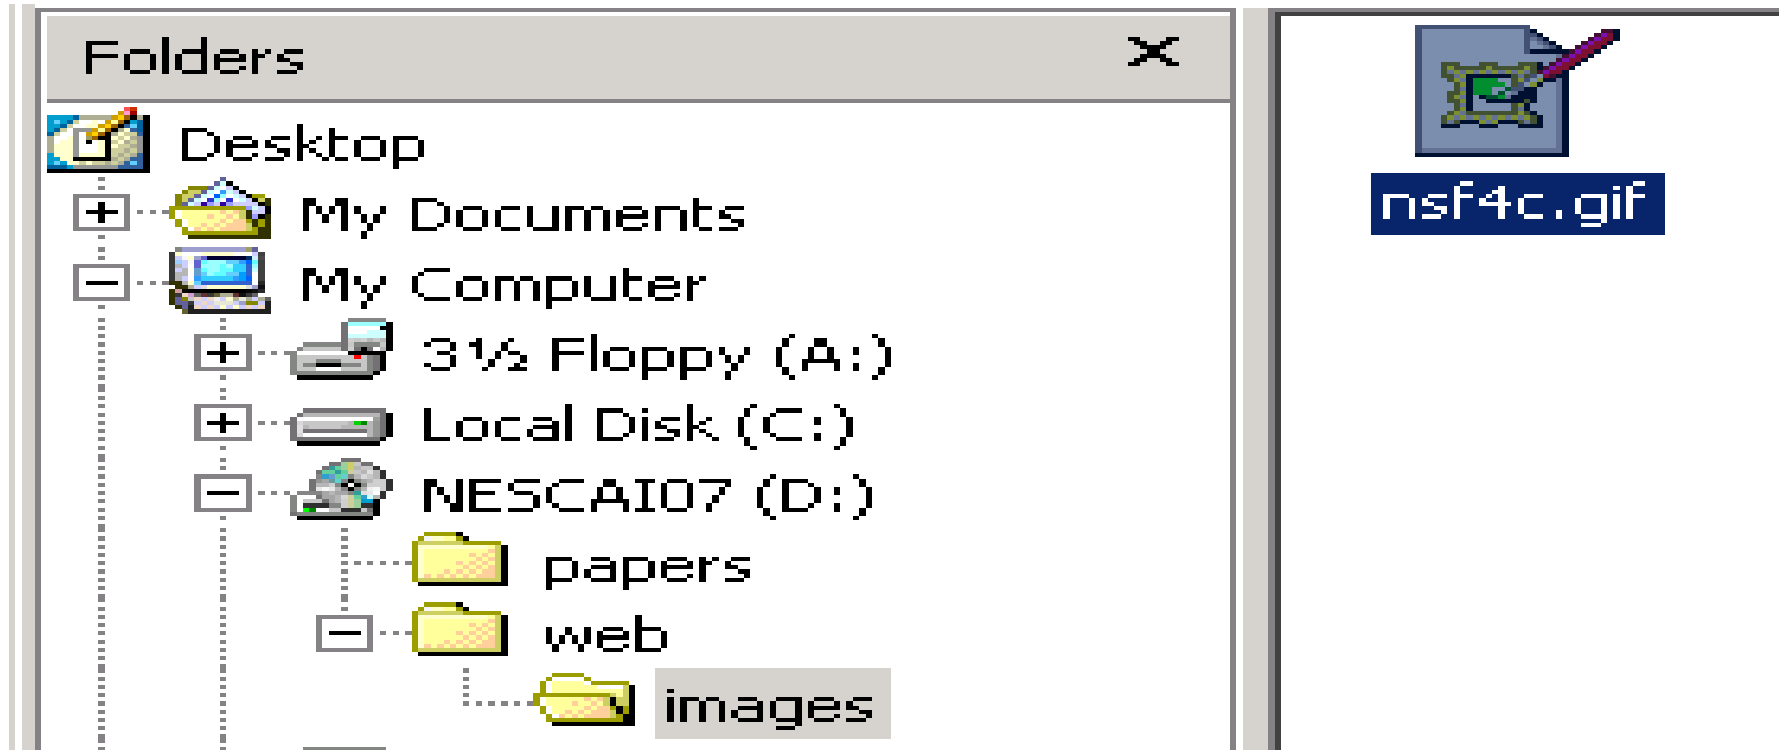 Folders
Desktop
My Documents
My Computer
3½ Floppy (A:)
Local Disk (C:)
NESCAI07 (D:)
papers
web
images
nsf4c.gif